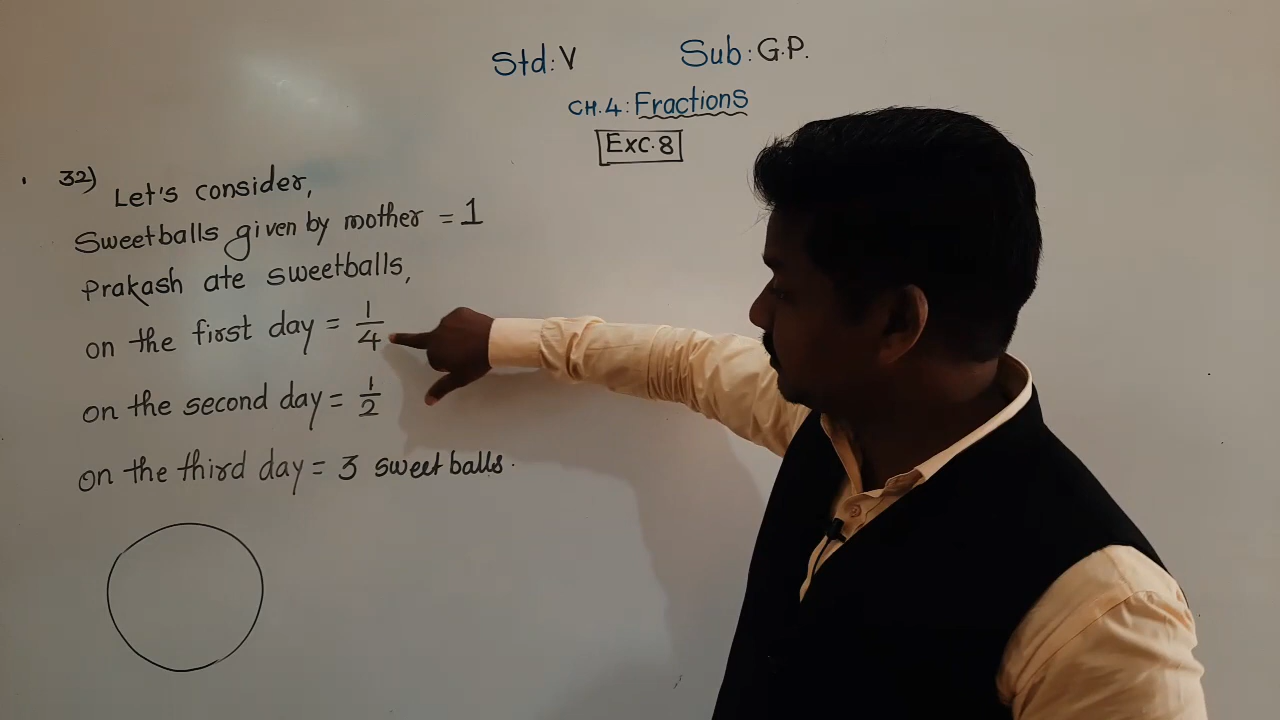 Std: V Sub: G.P.
CH.4: Fractions
Exc.8
32) Let's consider,
Sweetballs given by mother = 1
Prakash ate sweetballs,
on the first day = 1/4
on the second day = 1/2
on the third day = 3 sweet balls.